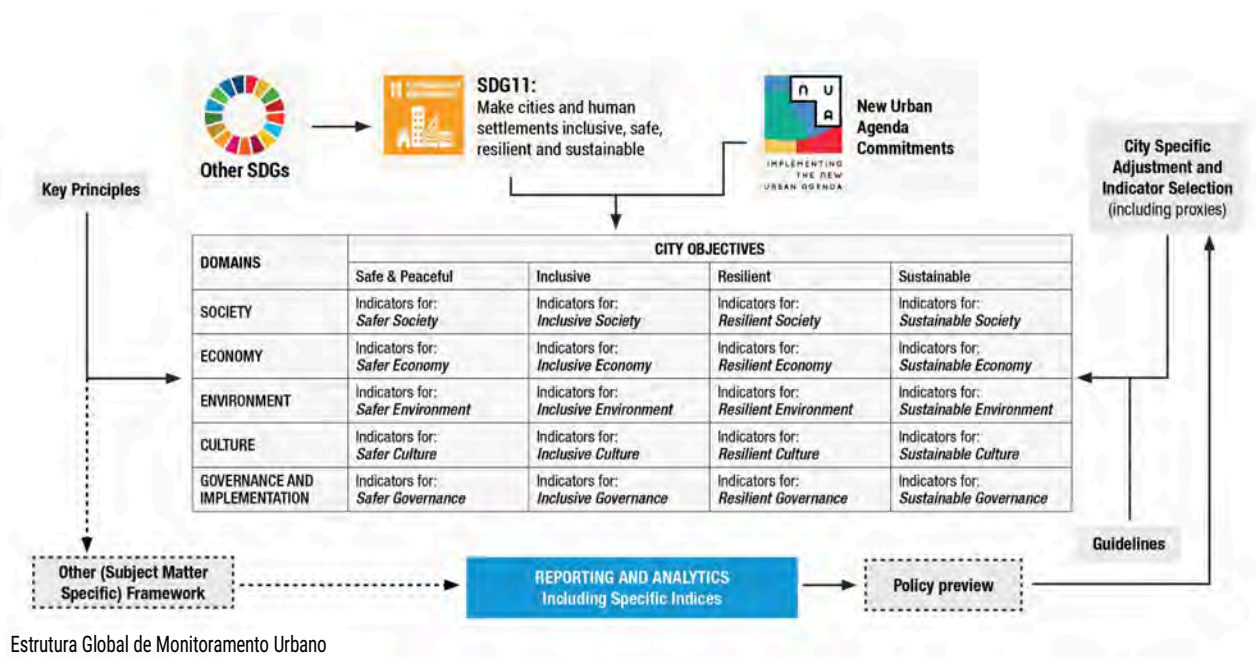 SDG11:
Make cities and human
settlements inclusive, safe,
resilient and sustainable
Other SDGs
n U
A
IMPLEMENTING
THE NEW
URBAN AGENDA
New Urban
Agenda
Commitments
Key Principles
City Specific
Adjustment and
Indicator Selection
(including proxies)
DOMAINS
CITY OBJECTIVES
Safe & Peaceful
Inclusive
Resilient
Sustainable
SOCIETY
Indicators for:
Safer Society
Indicators for:
Inclusive Society
Indicators for:
Resilient Society
Indicators for:
Sustainable Society
ECONOMY
Indicators for:
Safer Economy
Indicators for:
Inclusive Economy
Indicators for:
Resilient Economy
Indicators for:
Sustainable Economy
ENVIRONMENT
Indicators for:
Safer Environment
Indicators for:
Inclusive Environment
Indicators for:
Resilient Environment
Indicators for:
Sustainable Environment
CULTURE
Indicators for:
Safer Culture
Indicators for:
Inclusive Culture
Indicators for:
Resilient Culture
Indicators for:
Sustainable Culture
GOVERNANCE AND
IMPLEMENTATION
Indicators for:
Safer Governance
Indicators for:
Inclusive Governance
Indicators for:
Resilient Governance
Indicators for:
Sustainable Governance
Guidelines
Other (Subject Matter
Specific) Framework
REPORTING AND ANALYTICS
Including Specific Indices
Policy preview
Estrutura Global de Monitoramento Urbano